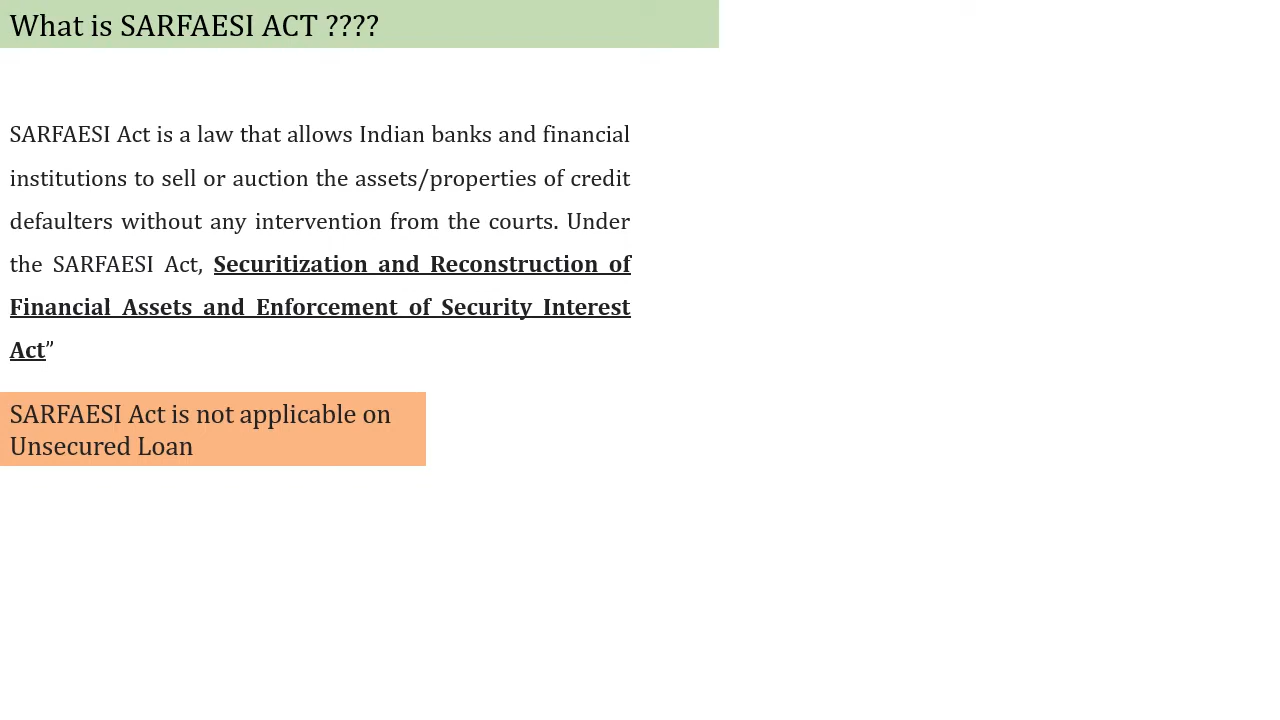 What is SARFAESI ACT ????
SARFAESI Act is a law that allows Indian banks and financial
institutions to sell or auction the assets/properties of credit
defaulters without any intervention from the courts. Under
the SARFAESI Act, Securitization and Reconstruction of
Financial Assets and Enforcement of Security Interest
Act”
SARFAESI Act is not applicable on
Unsecured Loan